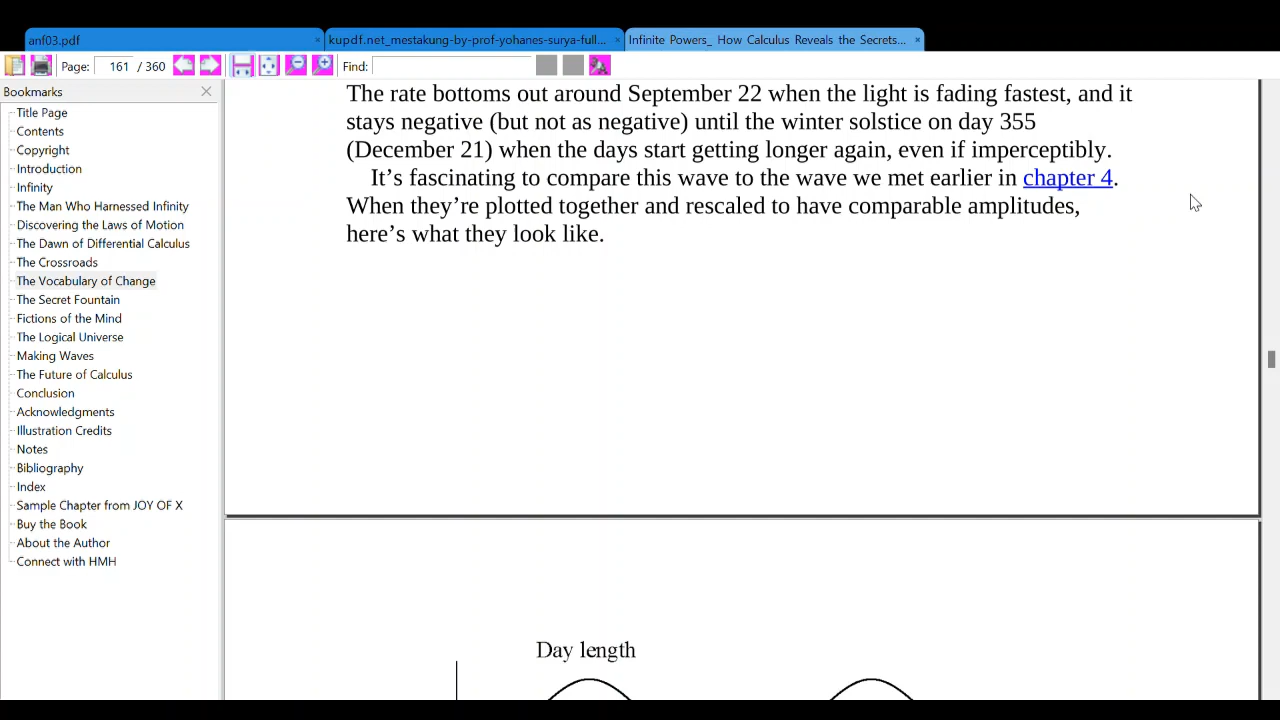 anf03.pdf
kupdf.net_mestakung-by-prof-yohanes-surya-full...
Infinite Powers_ How Calculus Reveals the Secrets...
Page: 161 / 360
Find:
Bookmarks
Title Page
Contents
Copyright
Introduction
Infinity
The Man Who Harnessed Infinity
Discovering the Laws of Motion
The Dawn of Differential Calculus
The Crossroads
The Vocabulary of Change
The Secret Fountain
Fictions of the Mind
The Logical Universe
Making Waves
The Future of Calculus
Conclusion
Acknowledgments
Illustration Credits
Notes
Bibliography
Index
Sample Chapter from JOY OF X
Buy the Book
About the Author
Connect with HMH
The rate bottoms out around September 22 when the light is fading fastest, and it
stays negative (but not as negative) until the winter solstice on day 355
(December 21) when the days start getting longer again, even if imperceptibly.
It’s fascinating to compare this wave to the wave we met earlier in chapter 4.
When they’re plotted together and rescaled to have comparable amplitudes,
here’s what they look like.
Day length